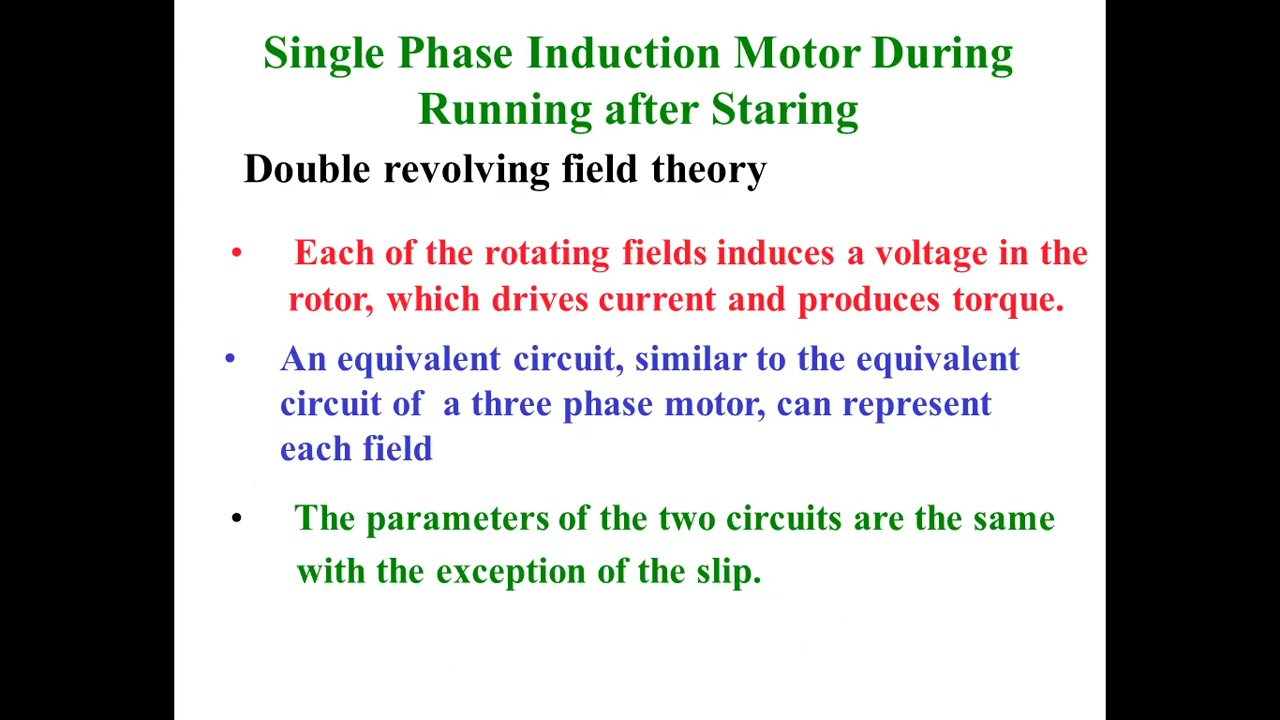 Single Phase Induction Motor During
Running after Staring
Double revolving field theory
• Each of the rotating fields induces a voltage in the
rotor, which drives current and produces torque.
• An equivalent circuit, similar to the equivalent
circuit of a three phase motor, can represent
each field
• The parameters of the two circuits are the same
with the exception of the slip.